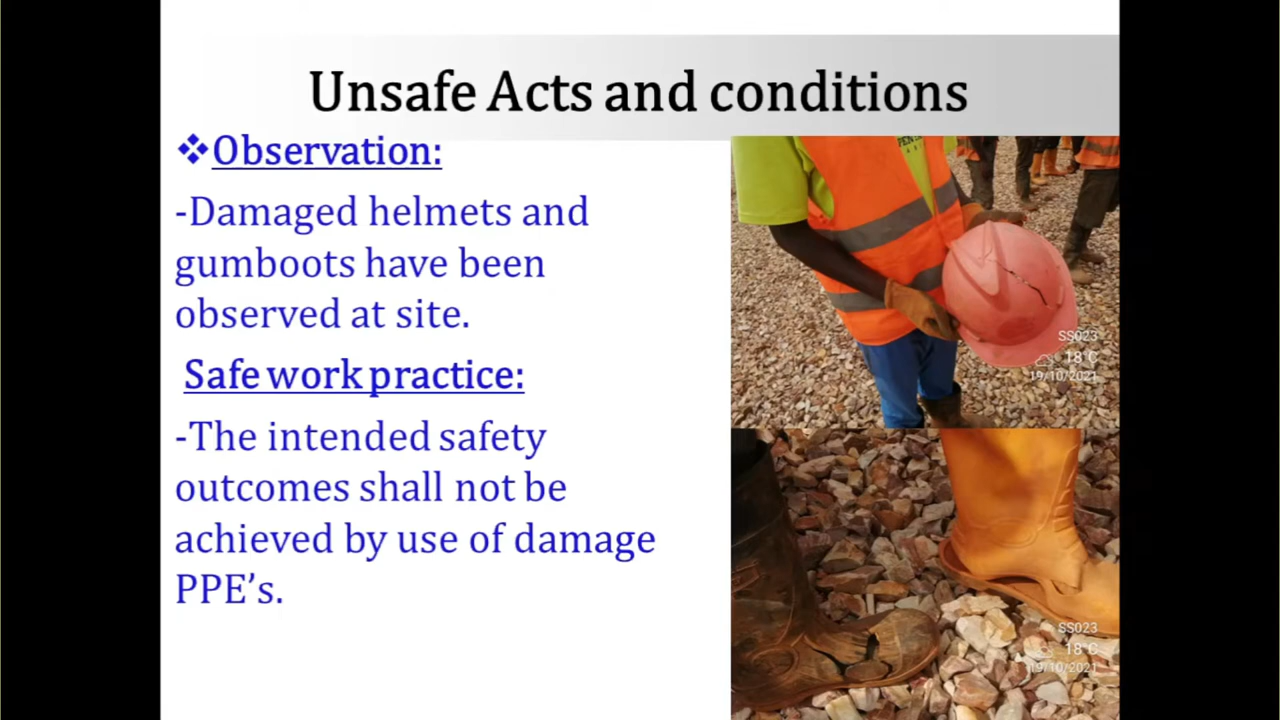 Unsafe Acts and conditions
❖Observation:
-Damaged helmets and
gumboots have been
observed at site.
Safe work practice:
-The intended safety
outcomes shall not be
achieved by use of damage
PPE’s.
SS023
18°C
19/10/2021
SS023
18°C
19/10/2021